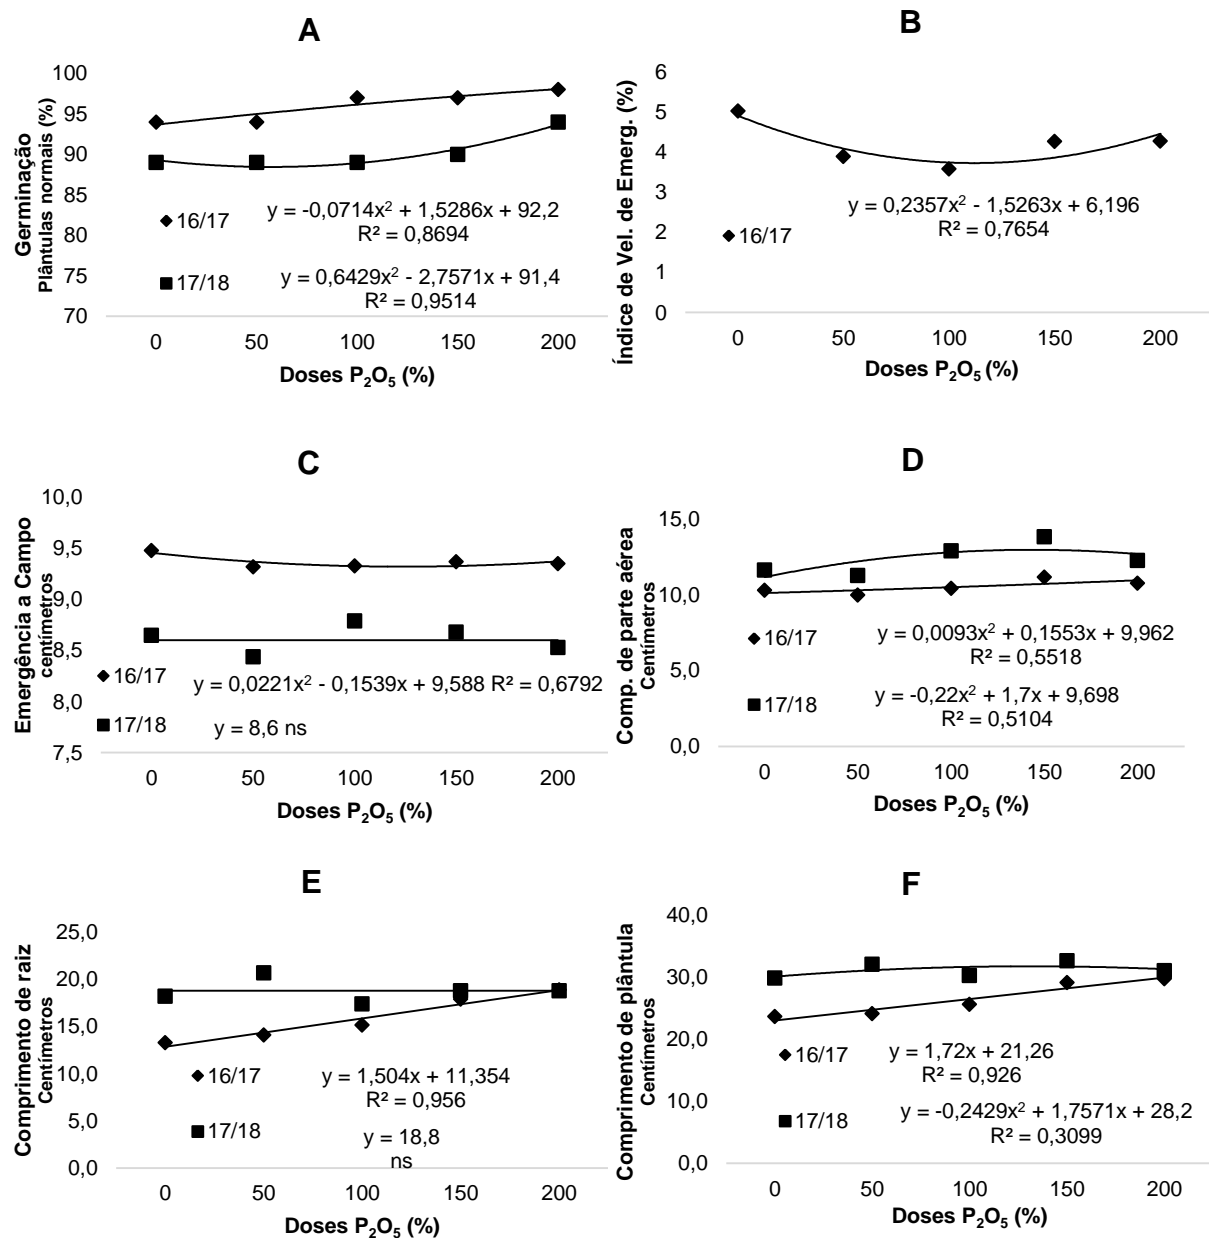 A
100
95
90
85
80
75
70
Germinação
Plântulas normais (%)
16/17
y = -0,0714x² + 1,5286x + 92,2
R² = 0,8694
17/18
y = 0,6429x² - 2,7571x + 91,4
R² = 0,9514
0 50 100 150 200
Doses P₂O₅ (%)
B
6
5
4
3
2
1
0
Índice de Vel. de Emerg. (%)
y = 0,2357x² - 1,5263x + 6,196
R² = 0,7654
16/17
0 50 100 150 200
Doses P₂O₅ (%)
C
10,0
9,5
9,0
8,5
8,0
7,5
Emergência a Campo
centímetros
16/17
y = 0,0221x² - 0,1539x + 9,588 R² = 0,6792
17/18
y = 8,6 ns
0 50 100 150 200
Doses P₂O₅ (%)
D
15,0
10,0
5,0
0,0
Comp. de parte aérea
Centímetros
16/17
y = 0,0093x² + 0,1553x + 9,962
R² = 0,5518
17/18
y = -0,22x² + 1,7x + 9,698
R² = 0,5104
0 50 100 150 200
Doses P₂O₅ (%)
E
25,0
20,0
15,0
10,0
5,0
0,0
Comprimento de raiz
Centímetros
16/17
y = 1,504x + 11,354
R² = 0,956
17/18
y = 18,8
ns
0 50 100 150 200
Doses P₂O₅ (%)
F
40,0
30,0
20,0
10,0
0,0
Comprimento de plântula
Centímetros
16/17
y = 1,72x + 21,26
R² = 0,926
17/18
y = -0,2429x² + 1,7571x + 28,2
R² = 0,3099
0 50 100 150 200
Doses P₂O₅ (%)